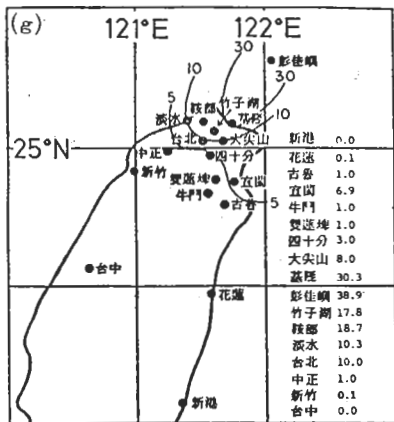 (g)
121°E
122°E
30
彭佳嶼
10
30
竹子湖
鞍部
淡水
基隆
10
5
台北
大尖山
25°N
中正
四十分
新竹
雙連埤
宜蘭
牛鬥
古魯
5
台中
花蓮
新港
新港 0.0
花蓮 0.1
古魯 1.0
宜蘭 6.9
牛鬥 1.0
雙連埤 1.0
四十分 3.0
大尖山 8.0
基隆 30.3
彭佳嶼 38.9
竹子湖 17.8
鞍部 18.7
淡水 10.3
台北 10.0
中正 1.0
新竹 0.1
台中 0.0